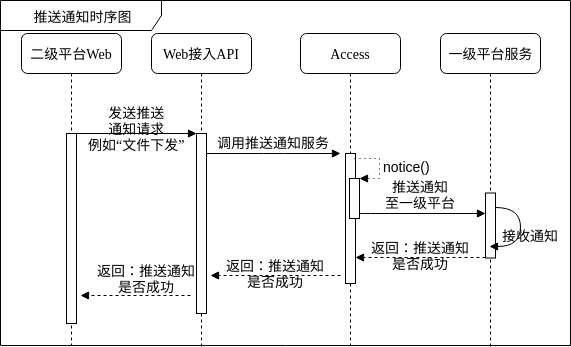 推送通知时序图
二级平台Web
Web接入API
Access
一级平台服务
发送推送
通知请求
例如“文件下发”
调用推送通知服务
notice()
推送通知
至一级平台
接收通知
返回：推送通知
是否成功
返回：推送通知
是否成功
返回：推送通知
是否成功